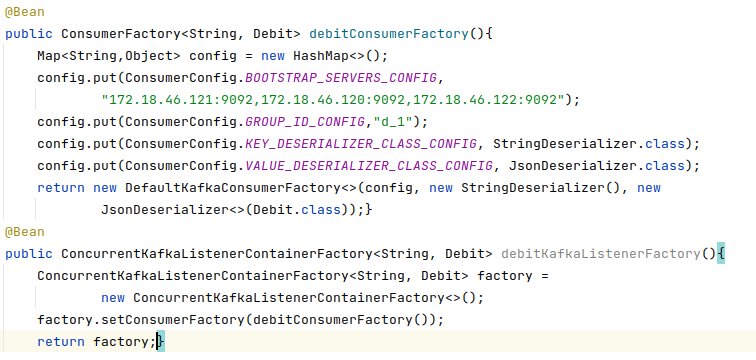 @Bean
public ConsumerFactory<String, Debit> debitConsumerFactory(){
    Map<String,Object> config = new HashMap<>();
    config.put(ConsumerConfig.BOOTSTRAP_SERVERS_CONFIG,
            "172.18.46.121:9092,172.18.46.120:9092,172.18.46.122:9092");
    config.put(ConsumerConfig.GROUP_ID_CONFIG,"d_1");
    config.put(ConsumerConfig.KEY_DESERIALIZER_CLASS_CONFIG, StringDeserializer.class);
    config.put(ConsumerConfig.VALUE_DESERIALIZER_CLASS_CONFIG, JsonDeserializer.class);
    return new DefaultKafkaConsumerFactory<>(config, new StringDeserializer(), new
            JsonDeserializer<>(Debit.class));}
@Bean
public ConcurrentKafkaListenerContainerFactory<String, Debit> debitKafkaListenerFactory(){
    ConcurrentKafkaListenerContainerFactory<String, Debit> factory =
            new ConcurrentKafkaListenerContainerFactory<>();
    factory.setConsumerFactory(debitConsumerFactory());
    return factory;}